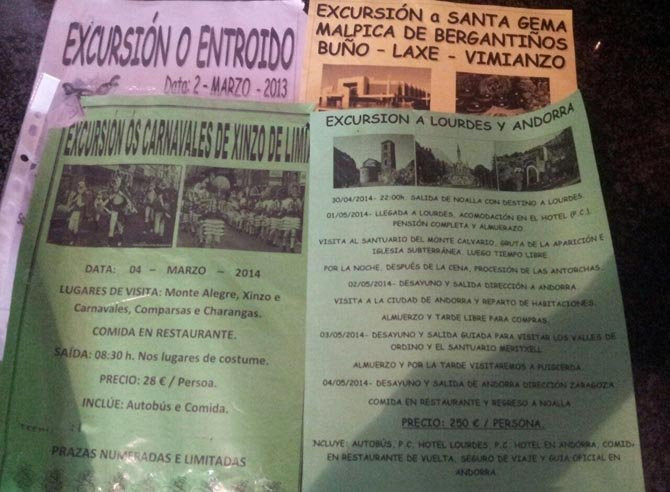 EXCURSIÓN O ENTROIDO
Data: 2 - MARZO - 2013
EXCURSIÓN a SANTA GEMA
MALPICA DE BERGANTIÑOS
BUÑO - LAXE - VIMIANZO
EXCURSIÓN ÓS CARNAVALES DE XINZO DE LIMI
DATA: 04 - MARZO - 2014
LUGARES DE VISITA: Monte Alegre, Xinzo e
Carnavales, Comparsas e Charangas.
COMIDA EN RESTAURANTE.
SAÍDA: 08:30 h. Nos lugares de costume.
PRECIO: 28 € / Persoa.
INCLÚE: Autobús e Comida.
PRAZAS NUMERADAS E LIMITADAS
EXCURSION A LOURDES Y ANDORRA
30/04/2014- 22:00h. SALIDA DE NOALLA CON DESTINO A LOURDES.
01/05/2014- LLEGADA A LOURDES, ACOMODACIÓN EN EL HOTEL (P.C.).
PENSIÓN COMPLETA Y ALMUERZO
VISITA AL SANTUARIO DEL MONTE CALVARIO, GRUTA DE LA APARICIÓN E
IGLESIA SUBTERRÁNEA. LUEGO TIEMPO LIBRE.
POR LA NOCHE, DESPUÉS DE LA CENA, PROCESIÓN DE LAS ANTORCHAS.
02/05/2014- DESAYUNO Y SALIDA DIRECCIÓN A ANDORRA
VISITA A LA CIUDAD DE ANDORRA Y REPARTO DE HABITACIONES.
ALMUERZO Y TARDE LIBRE PARA COMPRAS.
03/05/2014- DESAYUNO Y SALIDA GUIADA PARA VISITAR LOS VALLES DE
ORDINO Y EL SANTUARIO MERITXELL
ALMUERZO Y POR LA TARDE VISITAREMOS A PUIGCERDA.
04/05/2014- DESAYUNO Y SALIDA DE ANDORRA DIRECCIÓN ZARAGOZA
COMIDA EN RESTAURANTE Y REGRESO A NOALLA
PRECIO: 250 € / PERSONA.
INCLUYE: AUTOBÚS, P.C. HOTEL LOURDES, P.C. HOTEL EN ANDORRA, COMIDA
EN RESTAURANTE DE VUELTA, SEGURO DE VIAJE Y GUIA OFICIAL EN
ANDORRA.